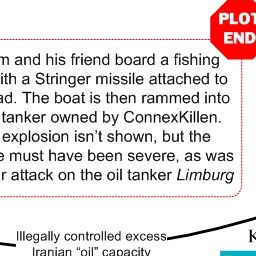 PLOT
END
m and his friend board a fishing
ith a Stringer missile attached to
ad. The boat is then rammed into
tanker owned by ConnexKillen.
explosion isn't shown, but the
e must have been severe, as was
r attack on the oil tanker Limburg
Illegally controlled excess
Iranian "oil" capacity
K